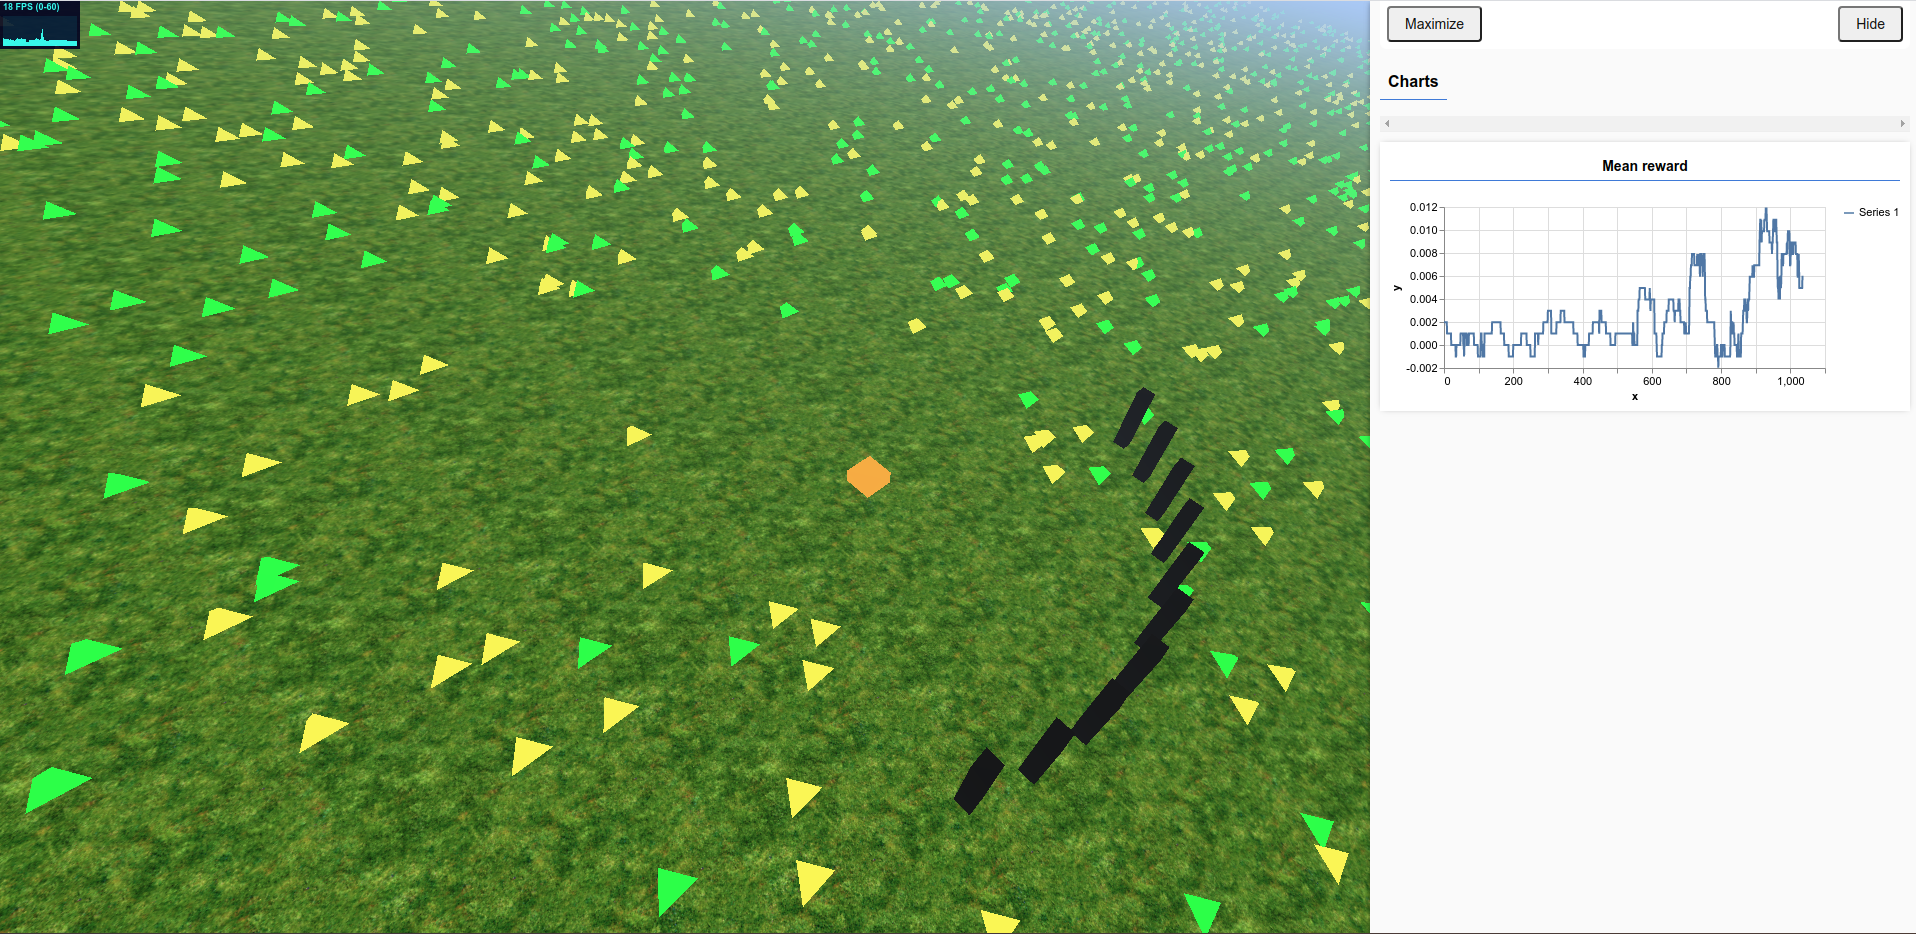 18 FPS (0-60)
Maximize
Hide
Charts
Mean reward
0.012
0.010
0.008
0.006
0.004
0.002
0.000
-0.002
y
0 200 400 600 800 1,000
x
Series 1